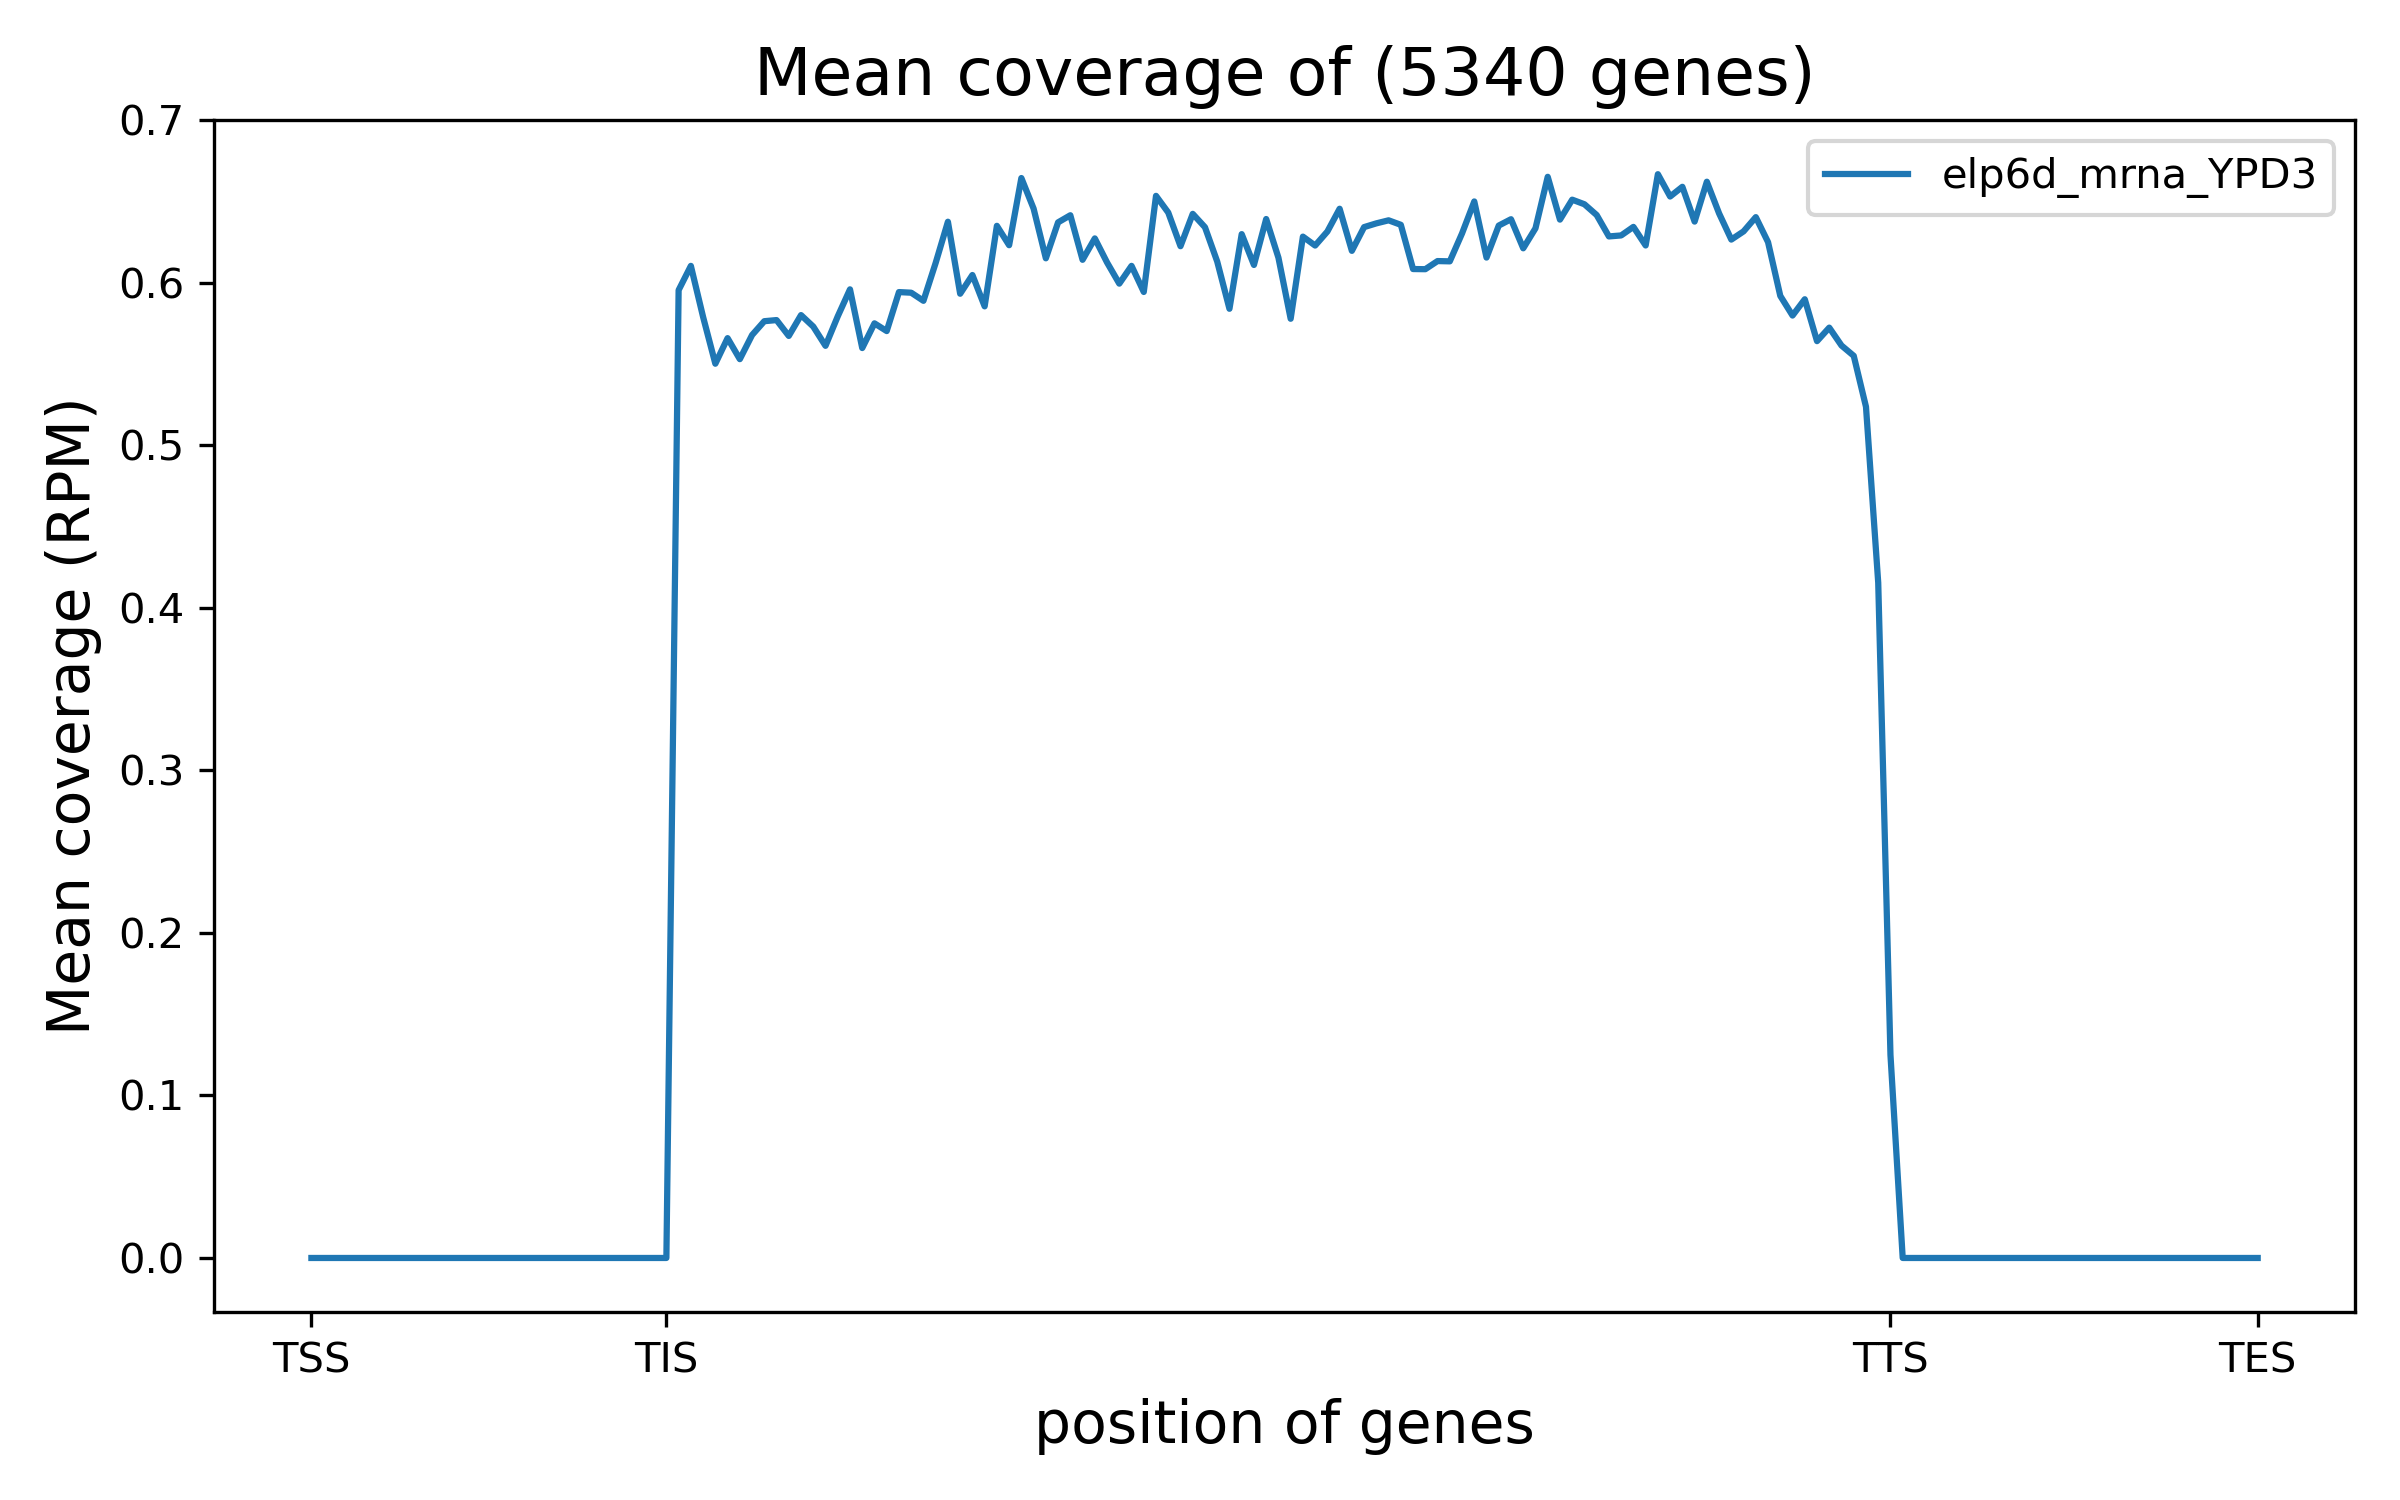 Mean coverage of (5340 genes)
elp6d_mrna_YPD3
Mean coverage (RPM)
0.7
0.6
0.5
0.4
0.3
0.2
0.1
0.0
TSS TIS TTS TES
position of genes